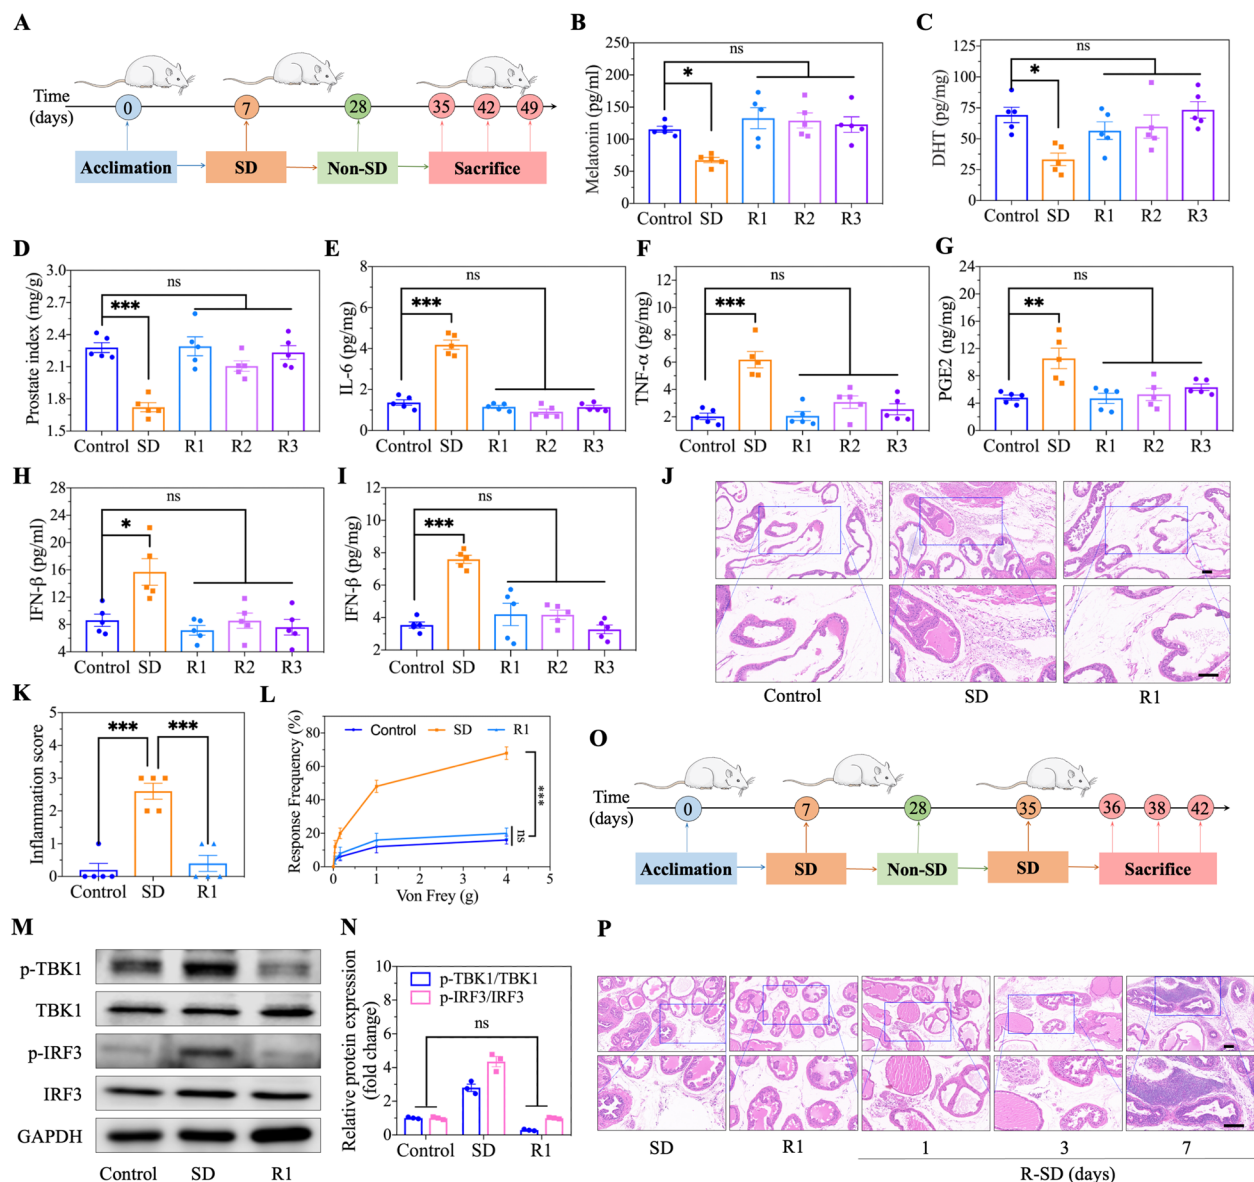 A
Time
(days)
0
7
28
35
42
49
Acclimation
SD
Non-SD
Sacrifice
B
Melatonin (pg/ml)
250
200
150
125
100
75
50
0
ns
*
Control SD R1 R2 R3
C
DHT (pg/mg)
125
100
75
50
25
0
ns
*
Control SD R1 R2 R3
D
Prostate index (mg/g)
3.0
2.7
2.4
2.1
1.8
1.5
ns
***
Control SD R1 R2 R3
E
IL-6 (pg/mg)
8
6
4
2
0
ns
***
Control SD R1 R2 R3
F
TNF-α (pg/mg)
12
10
8
6
4
2
ns
***
Control SD R1 R2 R3
G
PGE2 (ng/mg)
24
20
16
12
8
4
0
ns
**
Control SD R1 R2 R3
H
IFN-β (pg/ml)
28
24
20
16
12
8
4
ns
*
Control SD R1 R2 R3
I
IFN-β (pg/mg)
12
10
8
6
4
2
ns
***
Control SD R1 R2 R3
J
Control SD R1
K
Inflammation score
5
4
3
2
1
0
*** ***
Control SD R1
L
Response Frequency (%)
80
60
40
20
0
Control SD R1
***
ns
0 1 2 3 4 5
Von Frey (g)
O
Time
(days)
0
7
28
35
36
38
42
Acclimation
SD
Non-SD
SD
Sacrifice
M
p-TBK1
TBK1
p-IRF3
IRF3
GAPDH
Control SD R1
N
Relative protein expression
(fold change)
10
8
6
4
2
0
p-TBK1/TBK1
p-IRF3/IRF3
ns
Control SD R1
P
SD R1 1 3 7
R-SD (days)